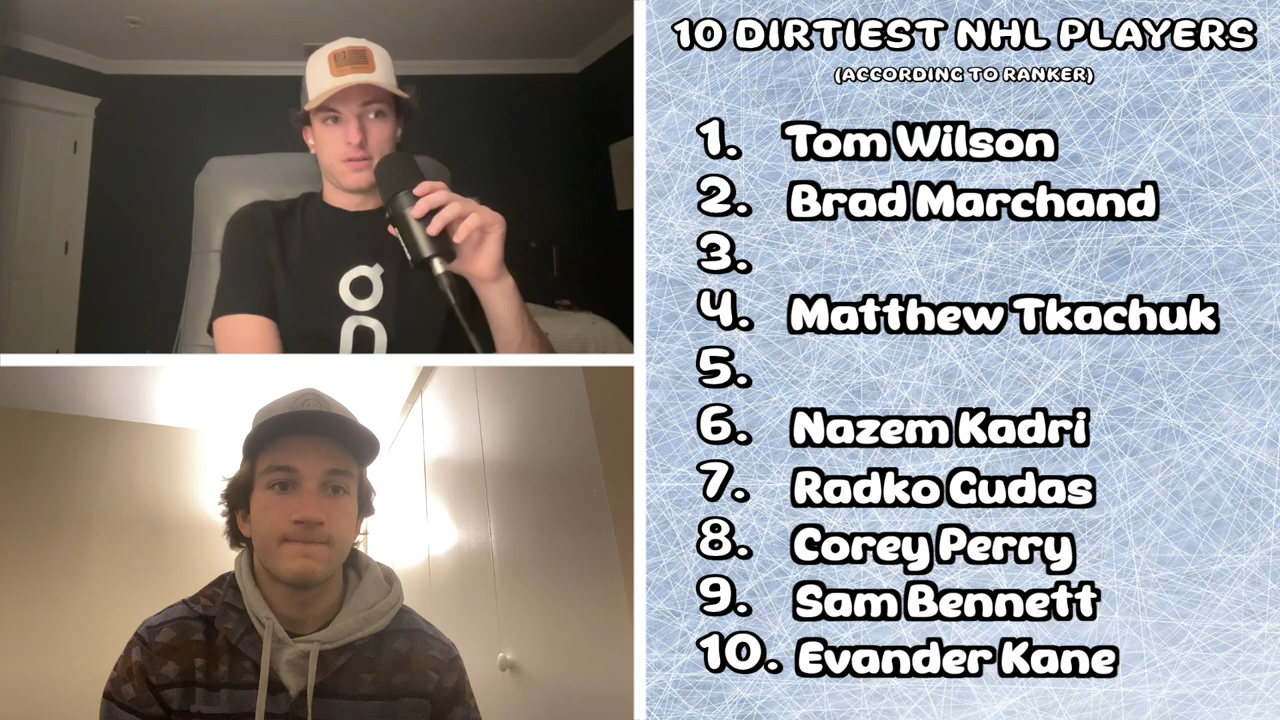 10 DIRTIEST NHL PLAYERS
(ACCORDING TO RANKER)
1. Tom Wilson
2. Brad Marchand
3.
4. Matthew Tkachuk
5.
6. Nazem Kadri
7. Radko Gudas
8. Corey Perry
9. Sam Bennett
10. Evander Kane